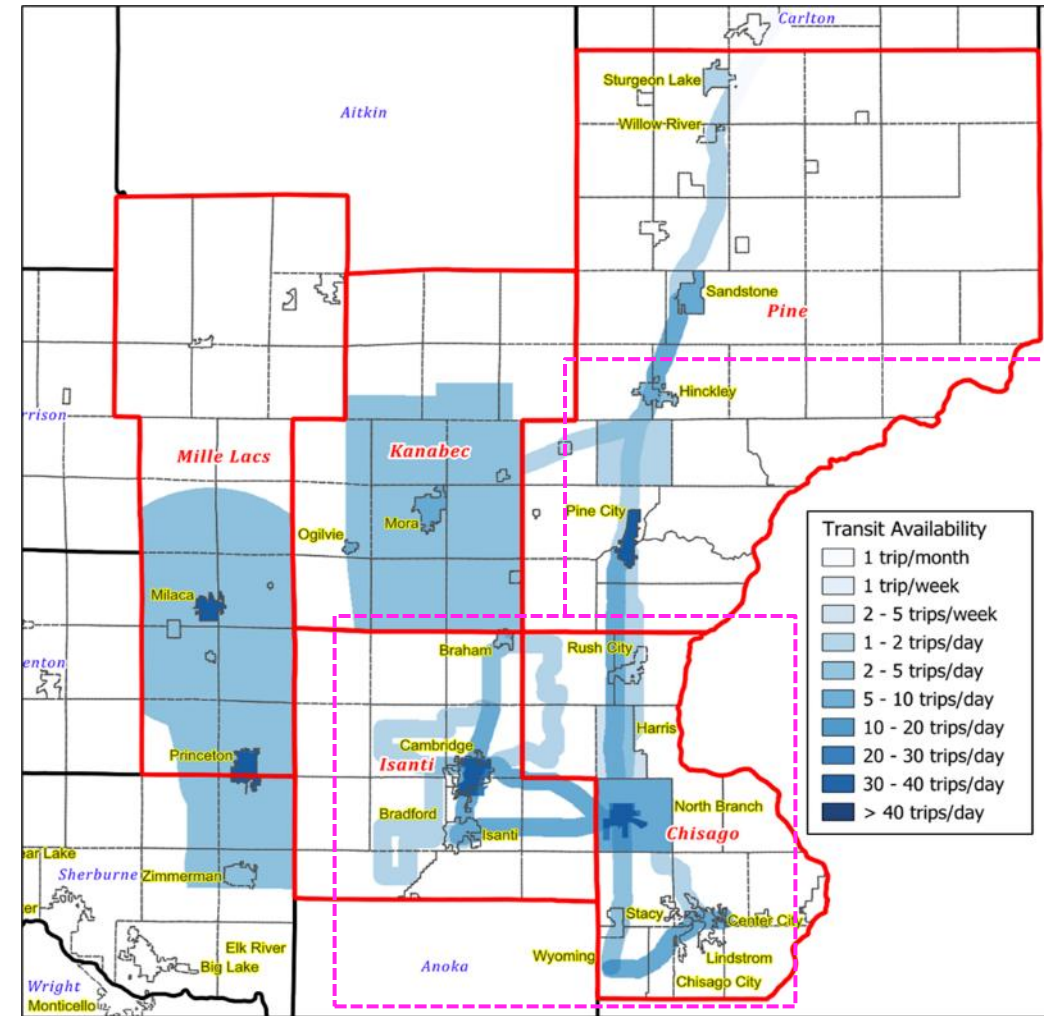 Carlton
Sturgeon Lake
Aitkin
Willow River
Sandstone
Pine
Hinckley
rrison
Mille Lacs
Kanabec
Pine City
Mora
Ogilvie
Transit Availability
1 trip/month
1 trip/week
2 - 5 trips/week
1 - 2 trips/day
2 - 5 trips/day
5 - 10 trips/day
10 - 20 trips/day
20 - 30 trips/day
30 - 40 trips/day
> 40 trips/day
Milaca
Braham
Rush City
enton
Harris
Cambridge
Princeton
Isanti
Bradford
North Branch
Isanti
Chisago
ear Lake
Sherburne
Zimmerman
er
Stacy
Center City
Elk River
Wyoming
Lindstrom
Big Lake
Anoka
Chisago City
Wright
Monticello